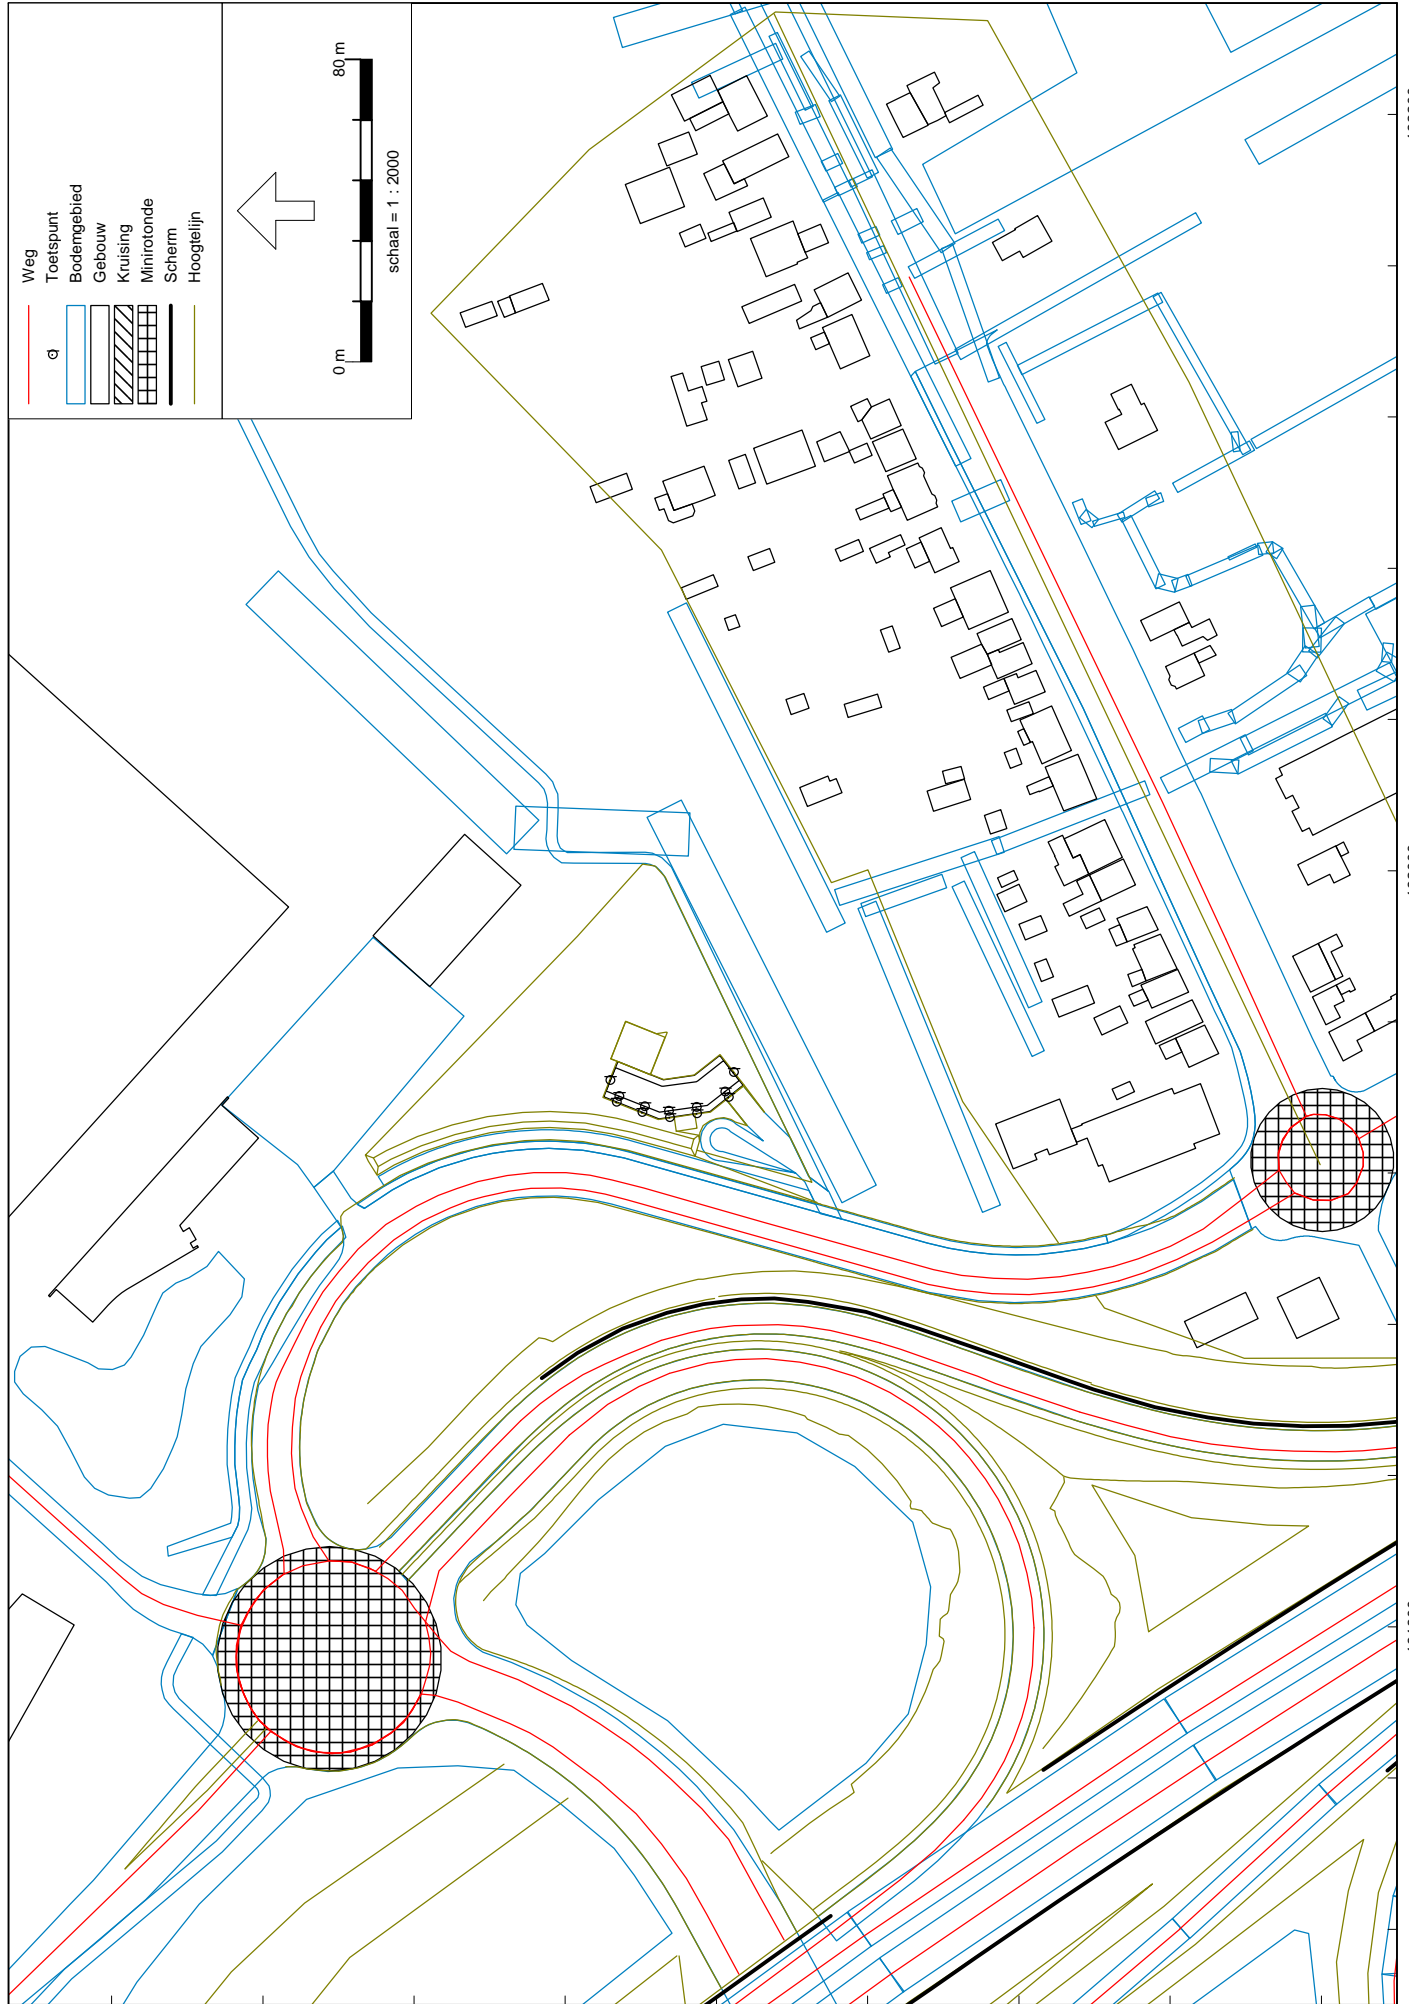 Weg
Toetspunt
Bodemgebied
Gebouw
Kruising
Minirotonde
Scherm
Hoogtelijn
0 m
80 m
schaal = 1 : 2000